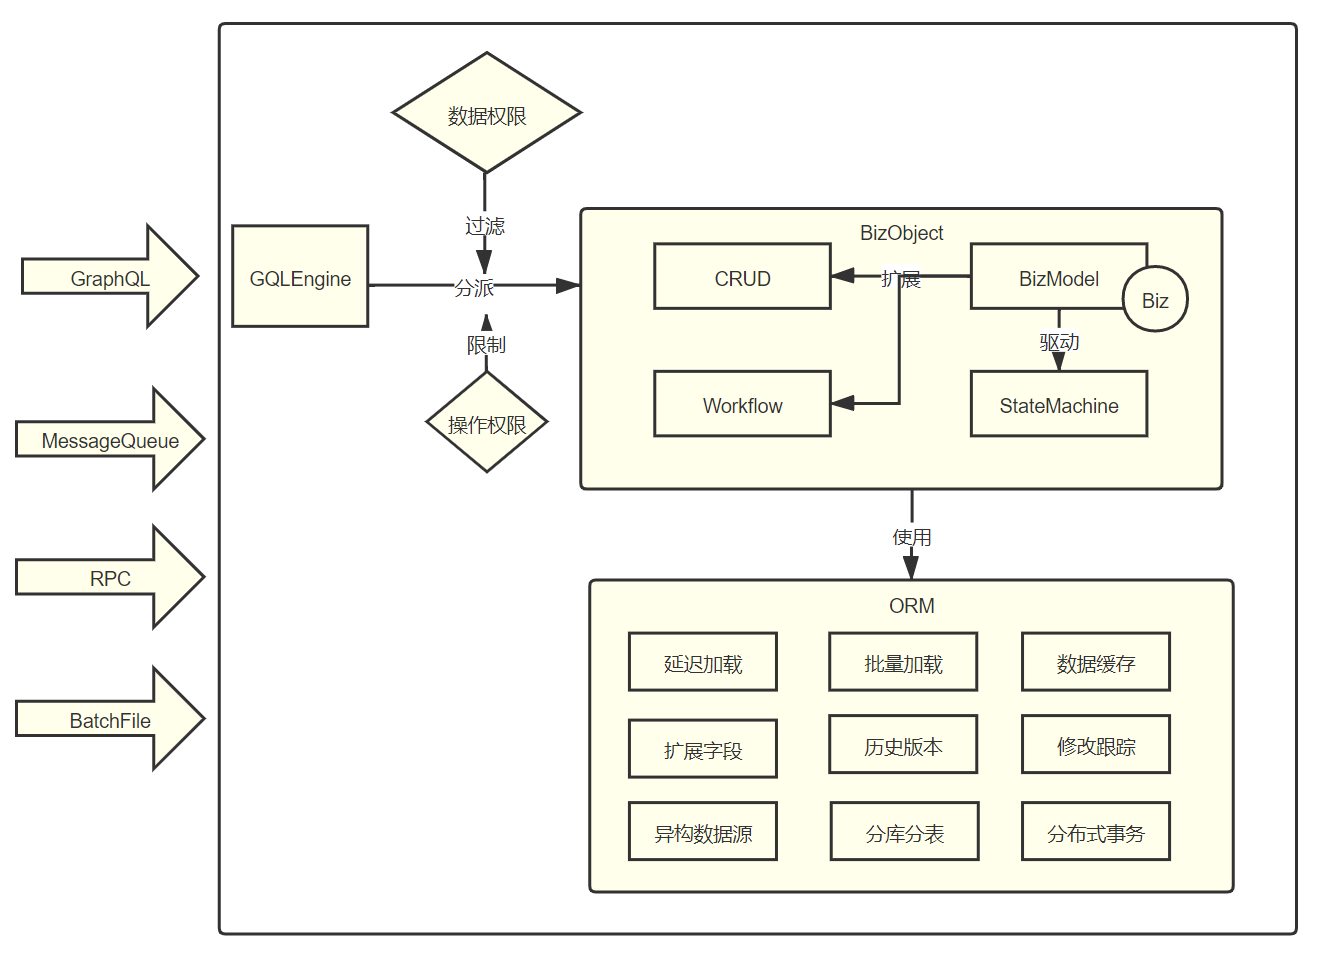 数据权限
过滤
GraphQL
GQLEngine
分派
限制
操作权限
MessageQueue
RPC
BatchFile
BizObject
CRUD
扩展
BizModel
Biz
驱动
Workflow
StateMachine
使用
ORM
延迟加载
批量加载
数据缓存
扩展字段
历史版本
修改跟踪
异构数据源
分库分表
分布式事务